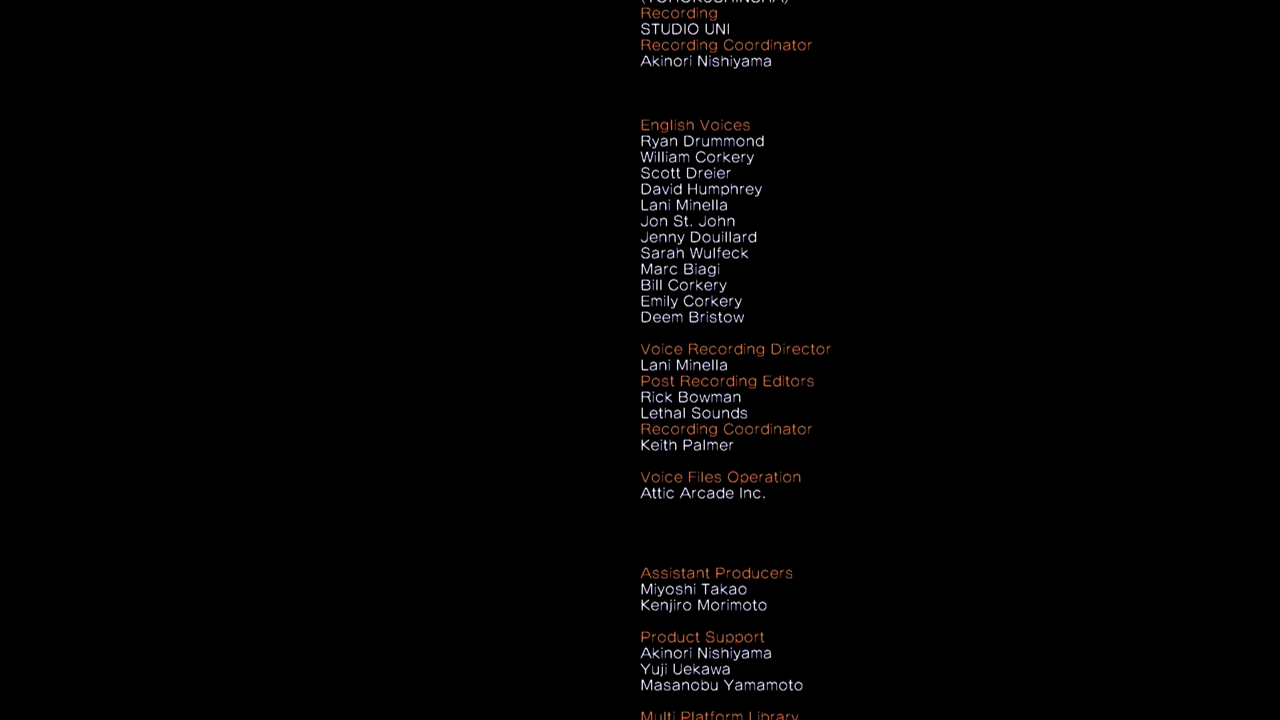 (TOHOKUSHINSHA)
Recording
STUDIO UNI
Recording Coordinator
Akinori Nishiyama
English Voices
Ryan Drummond
William Corkery
Scott Dreier
David Humphrey
Lani Minella
Jon St. John
Jenny Douillard
Sarah Wulfeck
Marc Biagi
Bill Corkery
Emily Corkery
Deem Bristow
Voice Recording Director
Lani Minella
Post Recording Editors
Rick Bowman
Lethal Sounds
Recording Coordinator
Keith Palmer
Voice Files Operation
Attic Arcade Inc.
Assistant Producers
Miyoshi Takao
Kenjiro Morimoto
Product Support
Akinori Nishiyama
Yuji Uekawa
Masanobu Yamamoto
Multi Platform Library